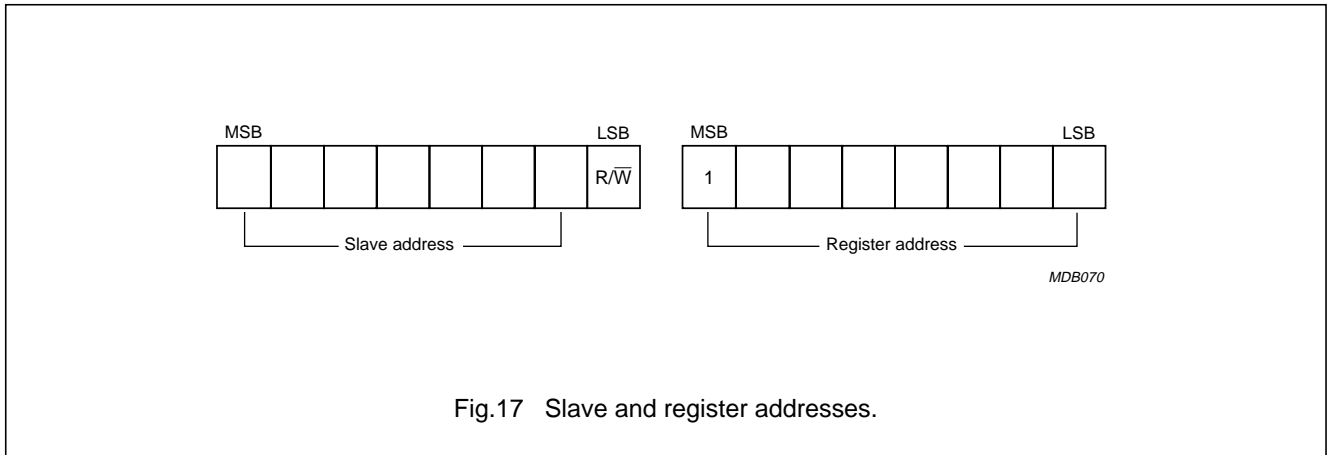 MSB LSB MSB LSB
R/W̅ 1
Slave address Register address
MDB070
Fig.17 Slave and register addresses.